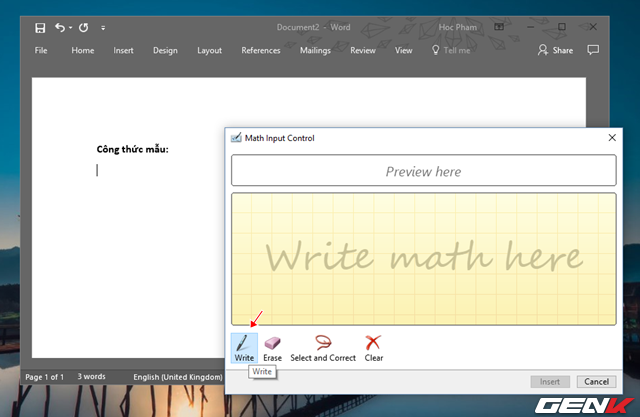 Document2 - Word
Hoc Pham
File Home Insert Design Layout References Mailings Review View Tell me Share
Công thức mẫu:
Math Input Control
Preview here
Write math here
Write Erase Select and Correct Clear
Write
Insert Cancel
Page 1 of 1 3 words English (United Kingdom)
GENK